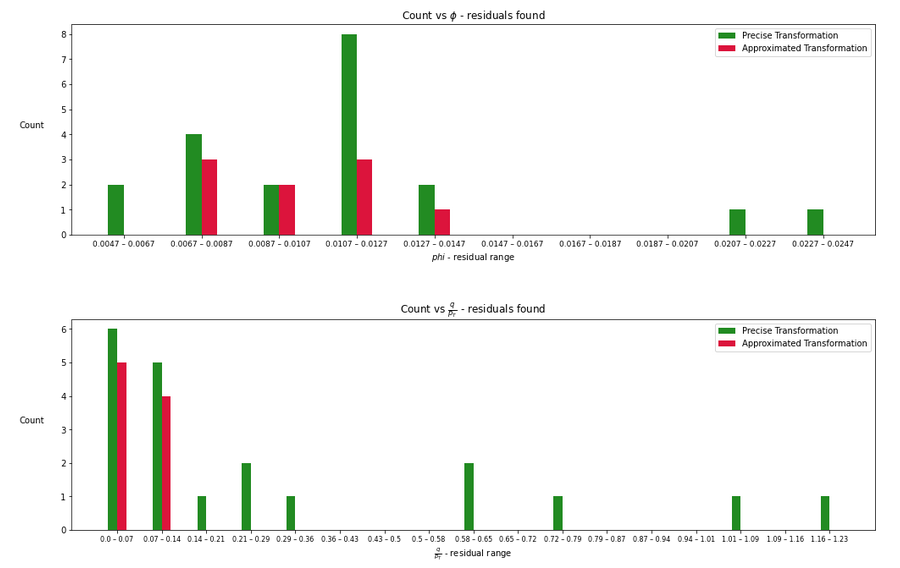 Count vs ϕ - residuals found
Precise Transformation
Approximated Transformation
8
7
6
5
Count
4
3
2
1
0
0.0047 – 0.0067 0.0067 – 0.0087 0.0087 – 0.0107 0.0107 – 0.0127 0.0127 – 0.0147 0.0147 – 0.0167 0.0167 – 0.0187 0.0187 – 0.0207 0.0207 – 0.0227 0.0227 – 0.0247
phi - residual range
Count vs q/pT - residuals found
Precise Transformation
Approximated Transformation
6
5
4
Count
3
2
1
0
0.0 – 0.07 0.07 – 0.14 0.14 – 0.21 0.21 – 0.29 0.29 – 0.36 0.36 – 0.43 0.43 – 0.5 0.5 – 0.58 0.58 – 0.65 0.65 – 0.72 0.72 – 0.79 0.79 – 0.87 0.87 – 0.94 0.94 – 1.01 1.01 – 1.09 1.09 – 1.16 1.16 – 1.23
q/pT - residual range